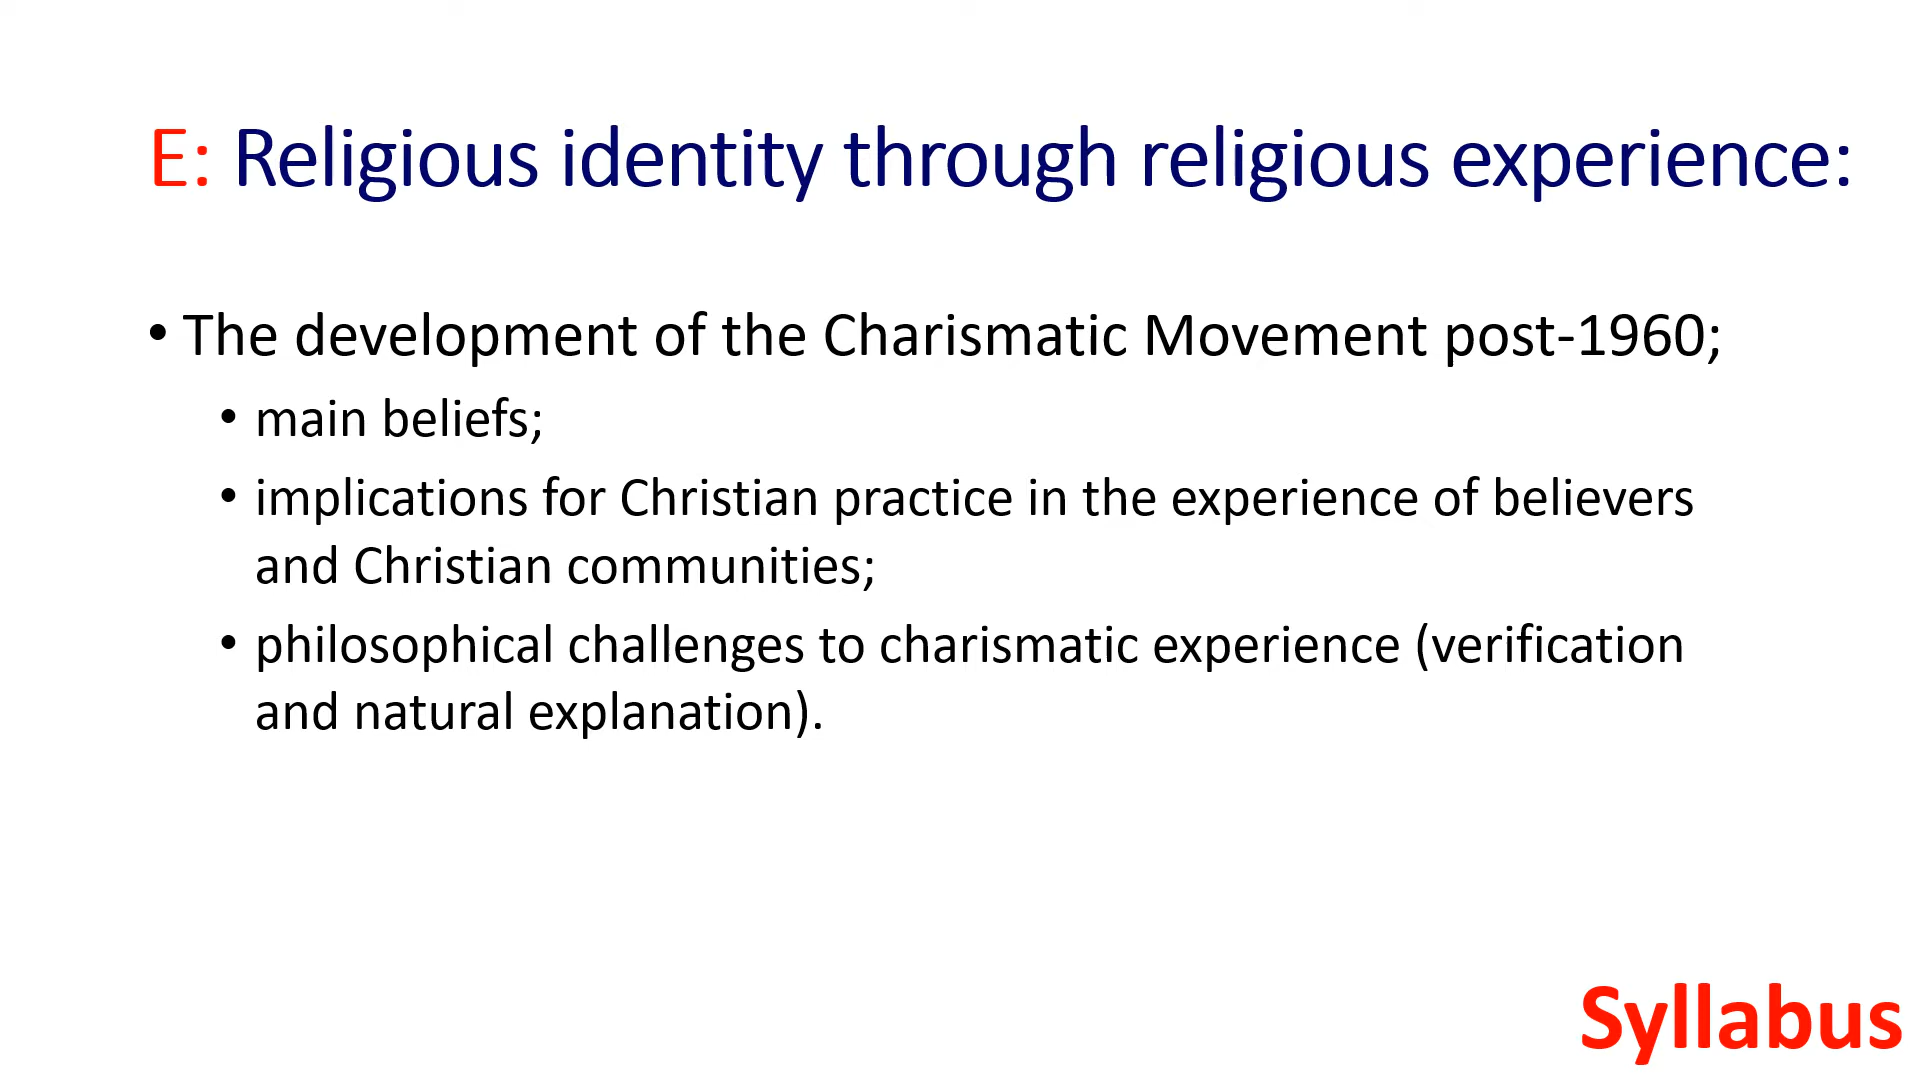 E: Religious identity through religious experience:
• The development of the Charismatic Movement post-1960;
• main beliefs;
• implications for Christian practice in the experience of believers
and Christian communities;
• philosophical challenges to charismatic experience (verification
and natural explanation).
Syllabus